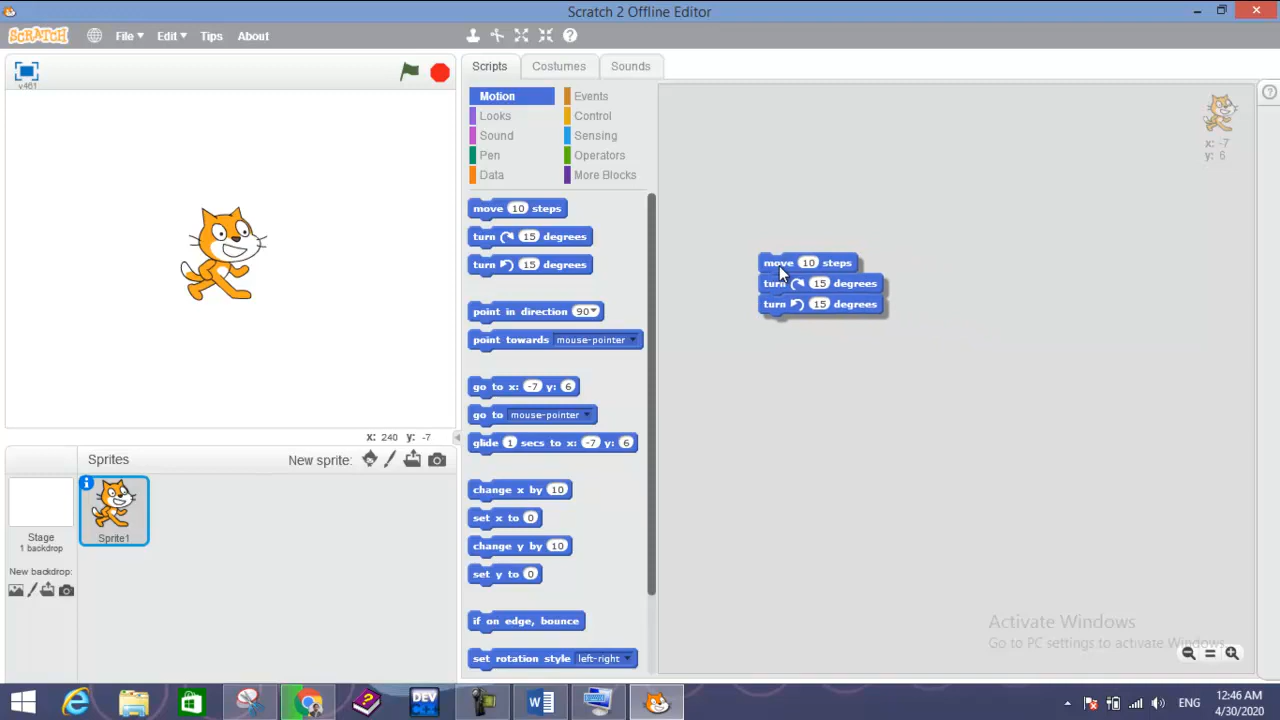 Scratch 2 Offline Editor
SCRATCH File Edit Tips About
v461
Scripts Costumes Sounds
Motion Events
Looks Control
Sound Sensing
Pen Operators
Data More Blocks
move 10 steps
turn 15 degrees
turn 15 degrees
point in direction 90
point towards mouse-pointer
go to x: -7 y: 6
go to mouse-pointer
glide 1 secs to x: -7 y: 6
change x by 10
set x to 0
change y by 10
set y to 0
if on edge, bounce
set rotation style left-right
move 10 steps
turn 15 degrees
turn 15 degrees
x: -7
y: 6
x: 240 y: -7
Sprites New sprite:
Sprite1
Stage
1 backdrop
New backdrop:
Activate Windows
Go to PC settings to activate Windows.
DEV
ENG
12:46 AM
4/30/2020